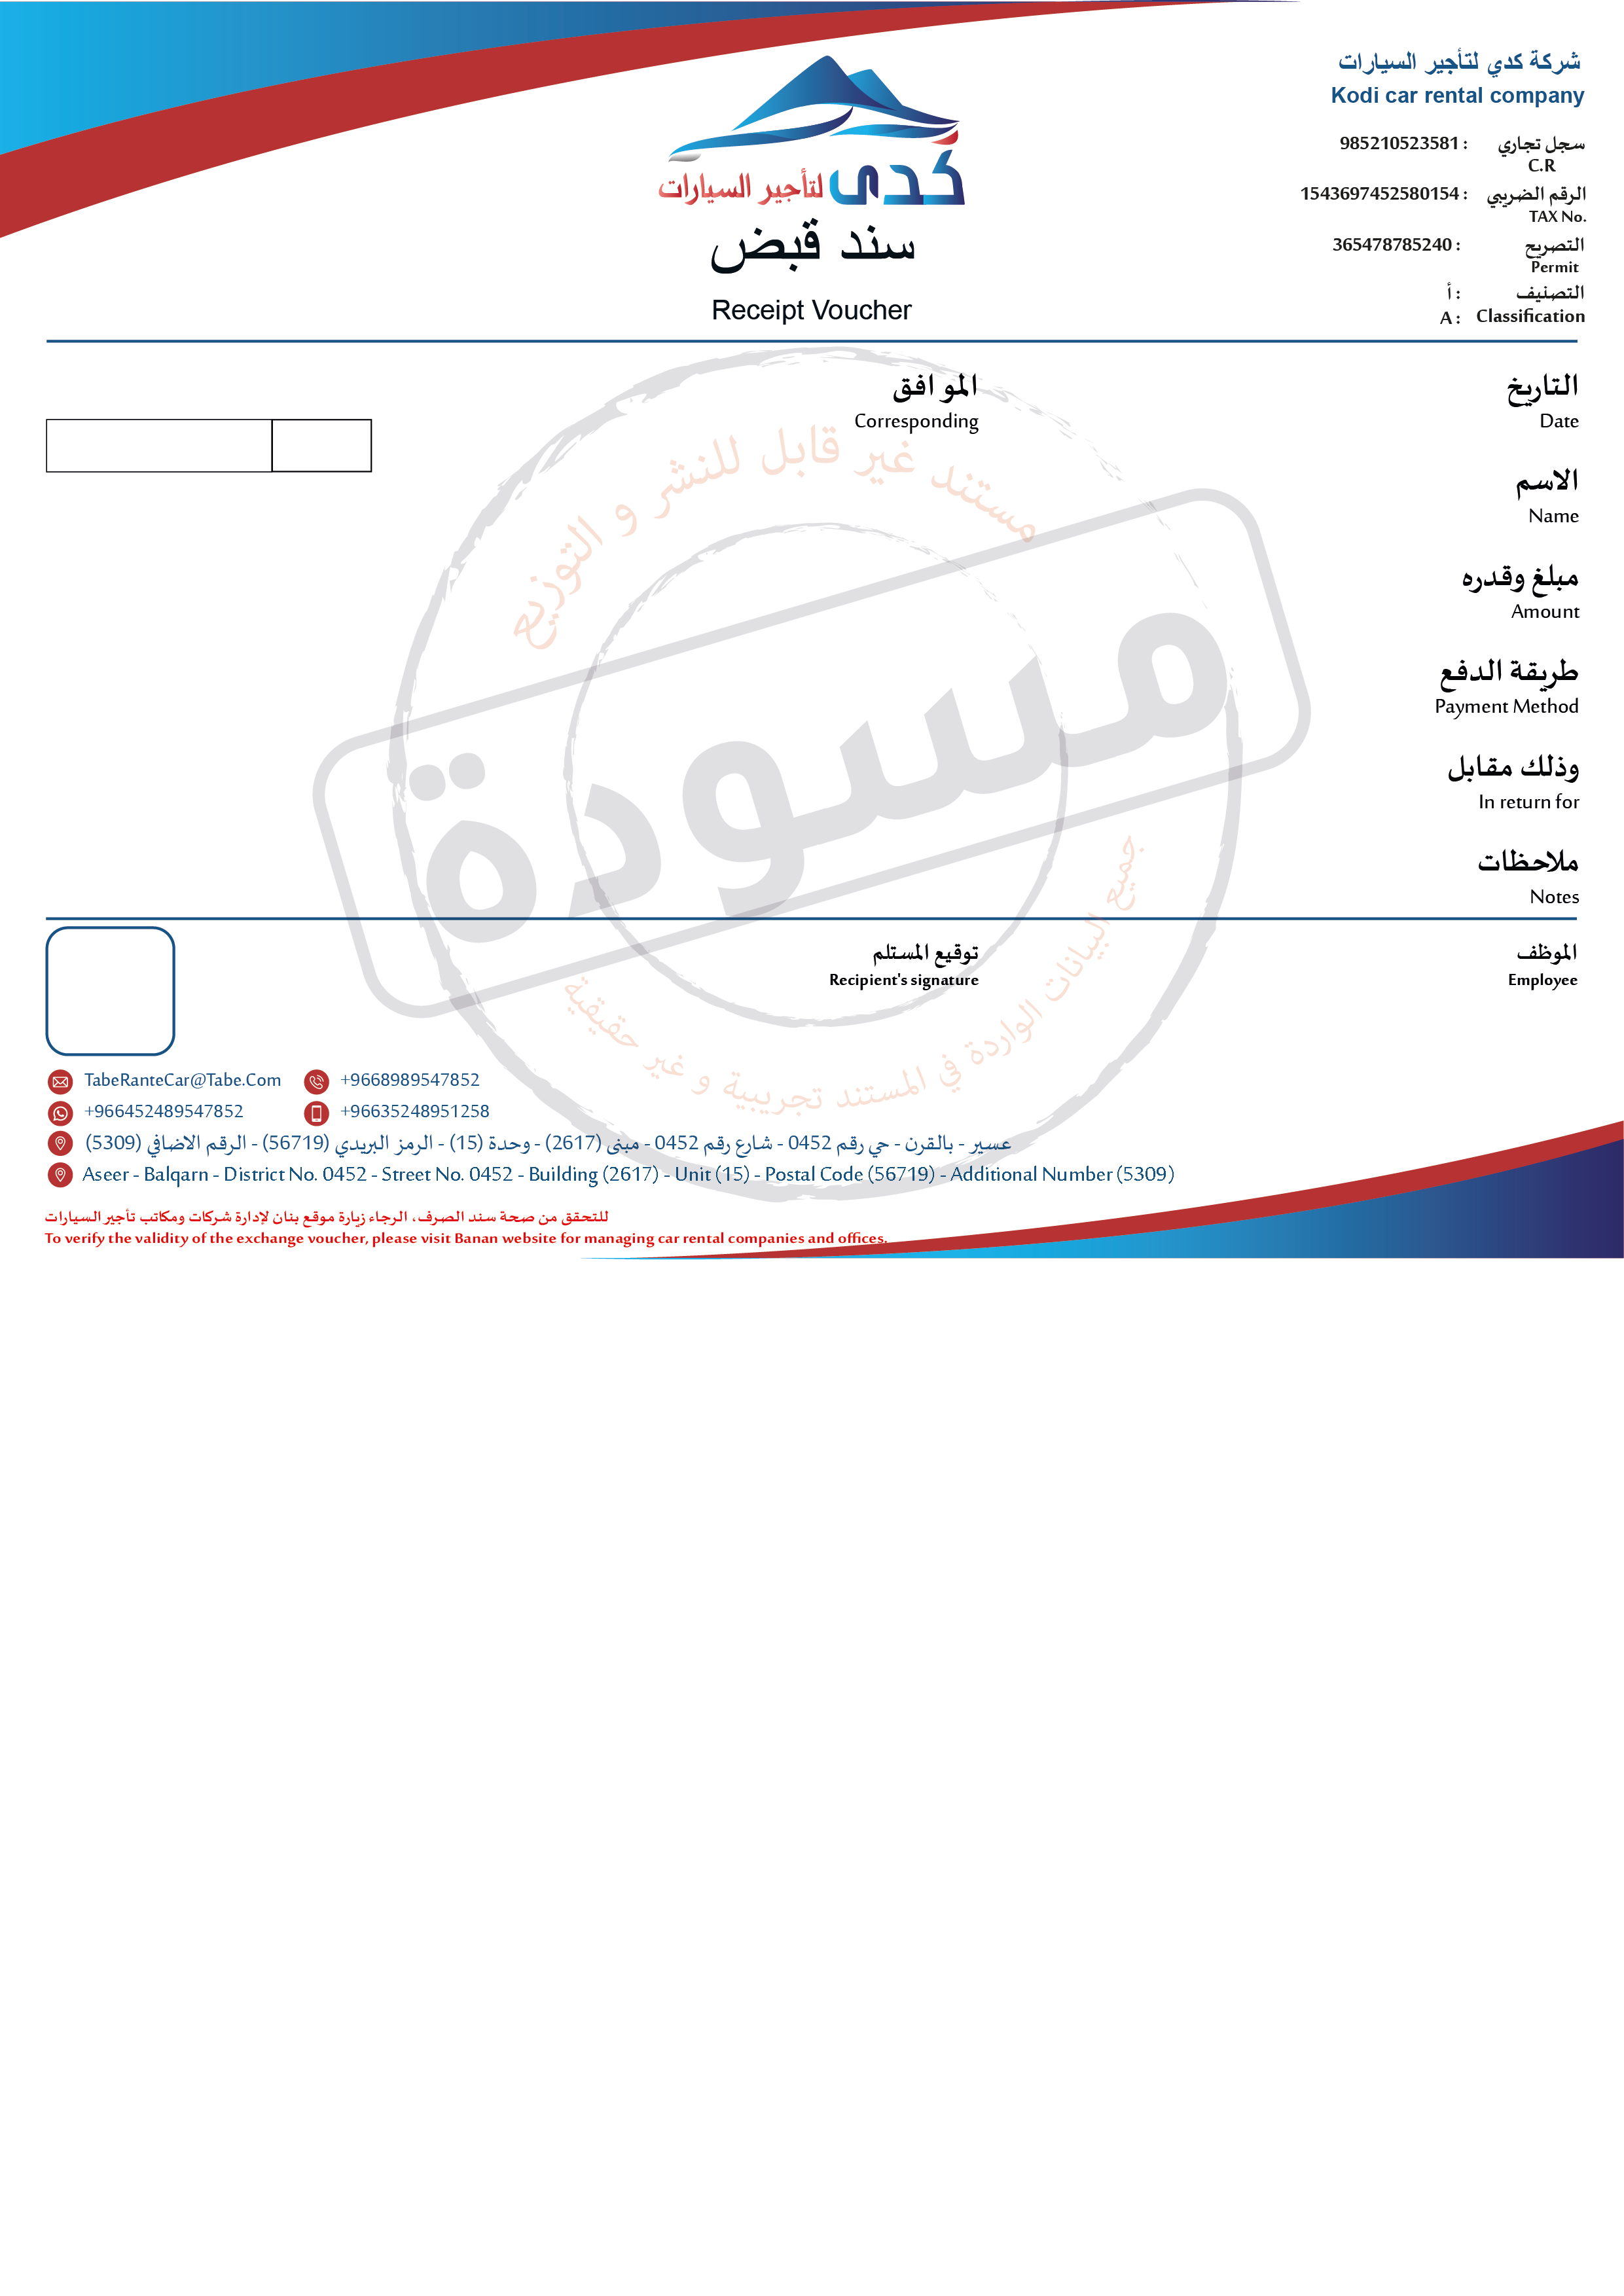 شركة كدي لتأجير السيارات
Kodi car rental company
سجل تجاري : 985210523581
C.R
الرقم الضريبي : 1543697452580154
TAX No.
التصريح : 365478785240
Permit
التصنيف : أ
Classification A :
كدي لتأجير السيارات
سند قبض
Receipt Voucher
التاريخ الموافق
Date Corresponding
الاسم
Name
مبلغ وقدره
Amount
طريقة الدفع
Payment Method
وذلك مقابل
In return for
ملاحظات
Notes
مستند غير قابل للنشر و التوزيع
مسودة
جميع البيانات الواردة في المستند تجريبية و غير حقيقية
الموظف توقيع المستلم
Employee Recipient's signature
TabeRanteCar@Tabe.Com +9668989547852
+966452489547852 +96635248951258
عسير - بالقرن - حي رقم 0452 - شارع رقم 0452 - مبنى (2617) - وحدة (15) - الرمز البريدي (56719) - الرقم الاضافي (5309)
Aseer - Balqarn - District No. 0452 - Street No. 0452 - Building (2617) - Unit (15) - Postal Code (56719) - Additional Number (5309)
للتحقق من صحة سند الصرف، الرجاء زيارة موقع بنان لإدارة شركات ومكاتب تأجير السيارات
To verify the validity of the exchange voucher, please visit Banan website for managing car rental companies and offices.